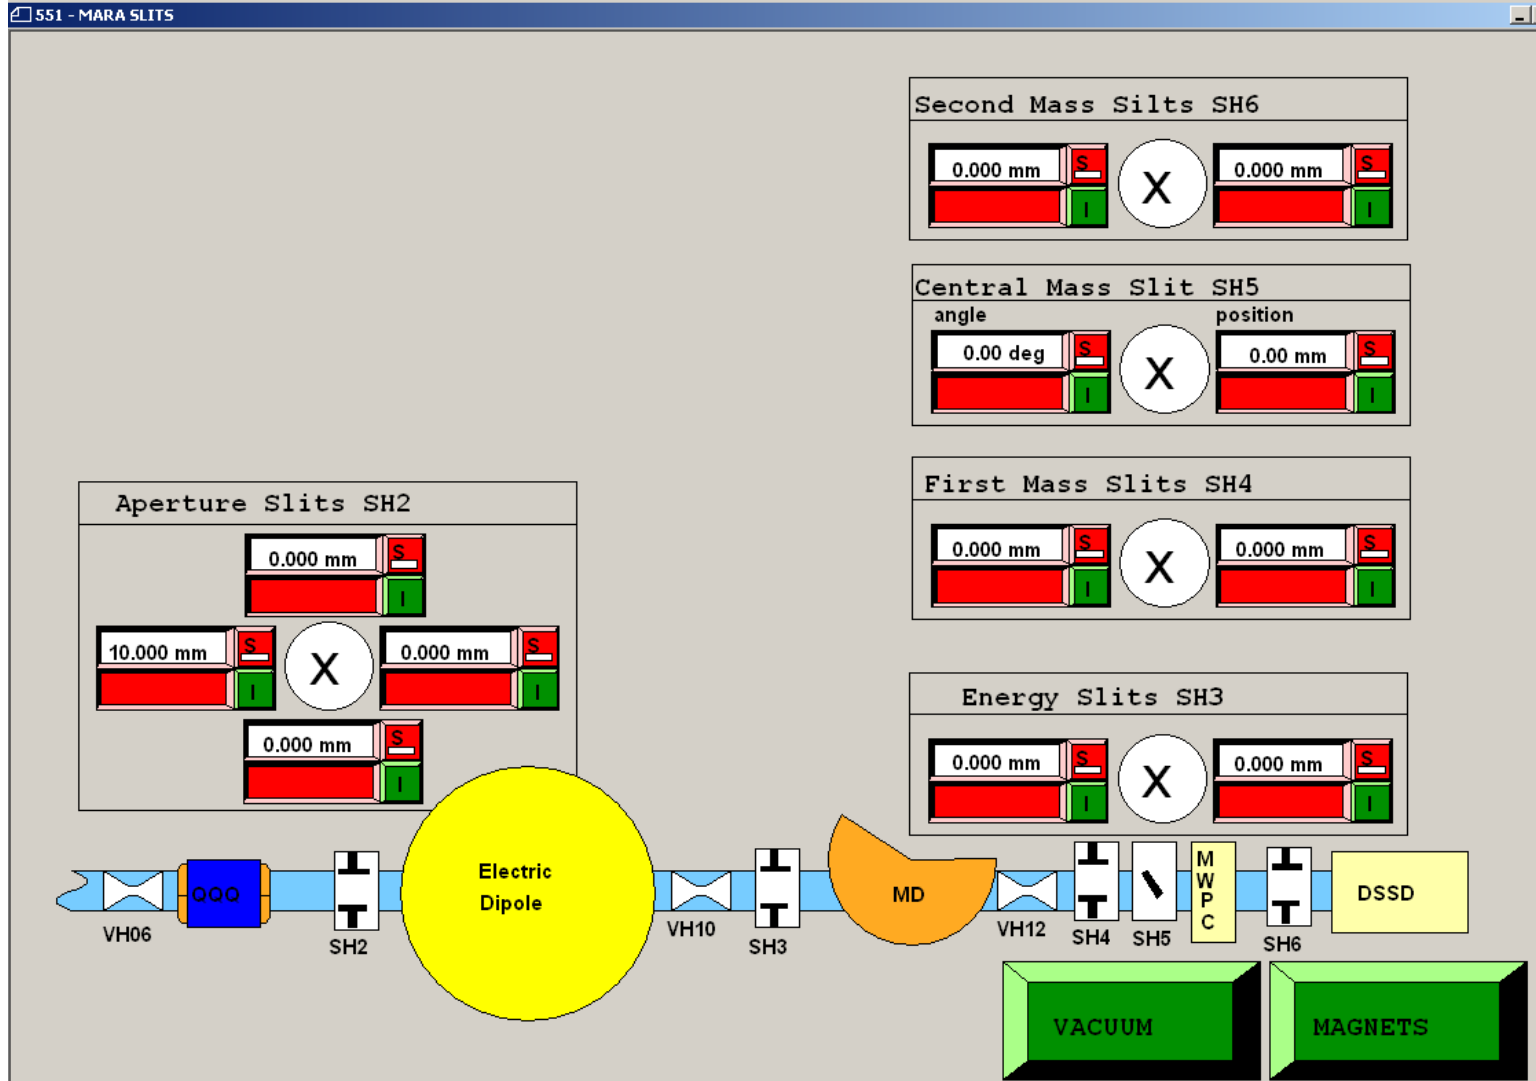 551 - MARA SLITS
Second Mass Silts SH6
0.000 mm S X 0.000 mm S
I I
Central Mass Slit SH5
angle position
0.00 deg S X 0.00 mm S
I I
First Mass Slits SH4
0.000 mm S X 0.000 mm S
I I
Aperture Slits SH2
0.000 mm S
I
10.000 mm S X 0.000 mm S
I I
0.000 mm S
I
Energy Slits SH3
0.000 mm S X 0.000 mm S
I I
QQQ
Electric
Dipole
MD
MWPC
DSSD
VH06
SH2
VH10
SH3
VH12
SH4
SH5
SH6
VACUUM
MAGNETS